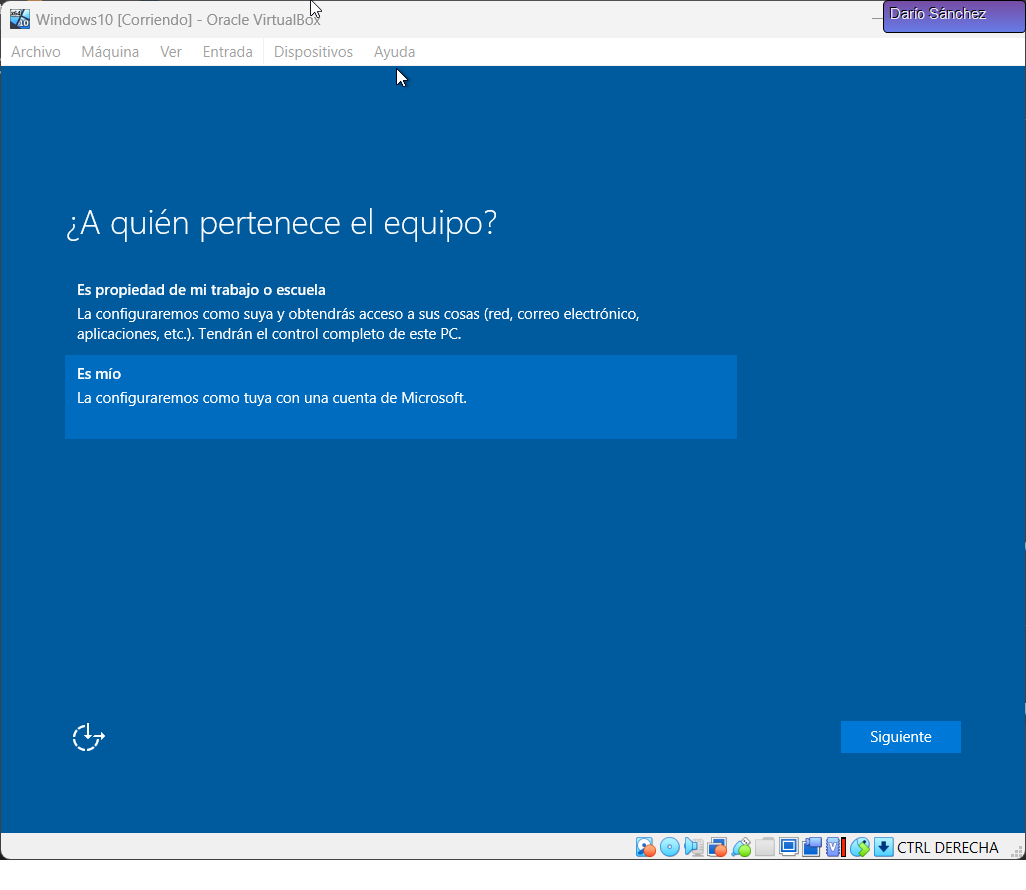 Windows10 [Corriendo] - Oracle VirtualBox
Darío Sánchez
Archivo Máquina Ver Entrada Dispositivos Ayuda
¿A quién pertenece el equipo?
Es propiedad de mi trabajo o escuela
La configuraremos como suya y obtendrás acceso a sus cosas (red, correo electrónico,
aplicaciones, etc.). Tendrán el control completo de este PC.
Es mío
La configuraremos como tuya con una cuenta de Microsoft.
Siguiente
CTRL DERECHA